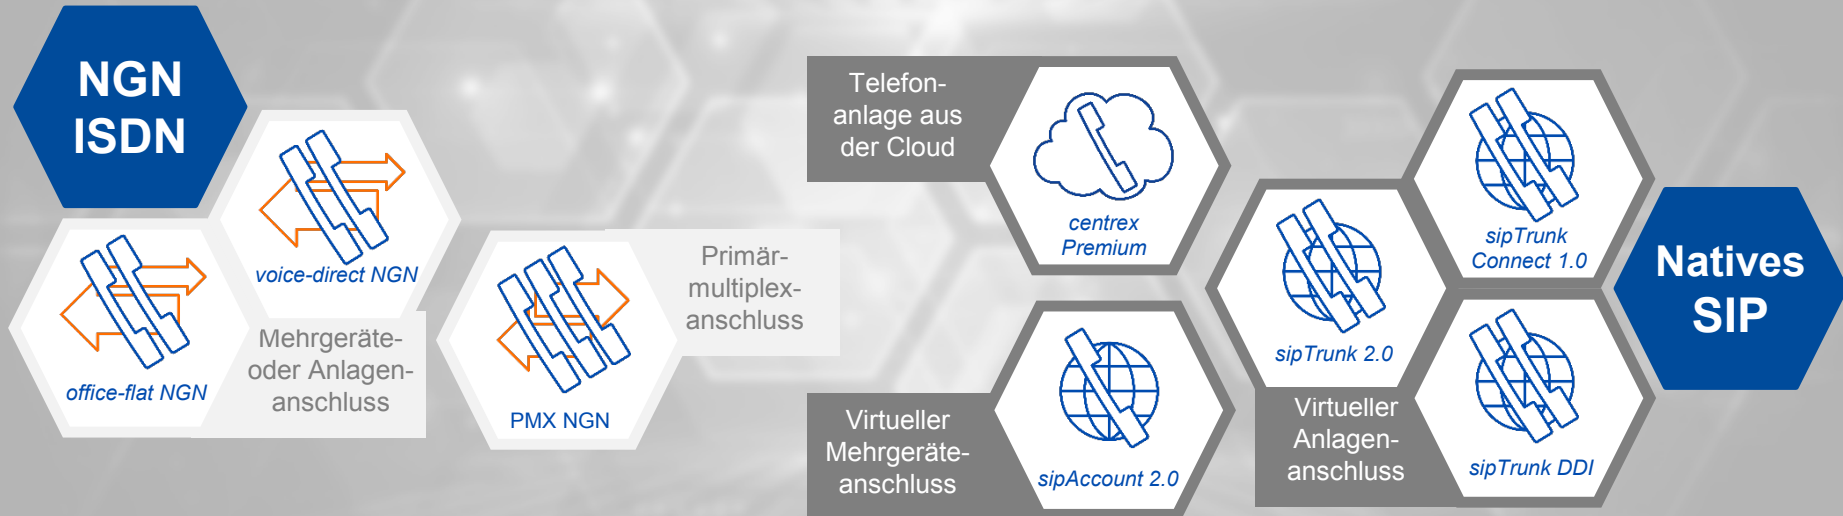 NGN
ISDN
voice-direct NGN
office-flat NGN
Mehrgeräte-
oder Anlagen-
anschluss
PMX NGN
Primär-
multiplex-
anschluss
Telefon-
anlage aus
der Cloud
centrex
Premium
Virtueller
Mehrgeräte-
anschluss
sipAccount 2.0
sipTrunk 2.0
Virtueller
Anlagen-
anschluss
sipTrunk
Connect 1.0
sipTrunk DDI
Natives
SIP